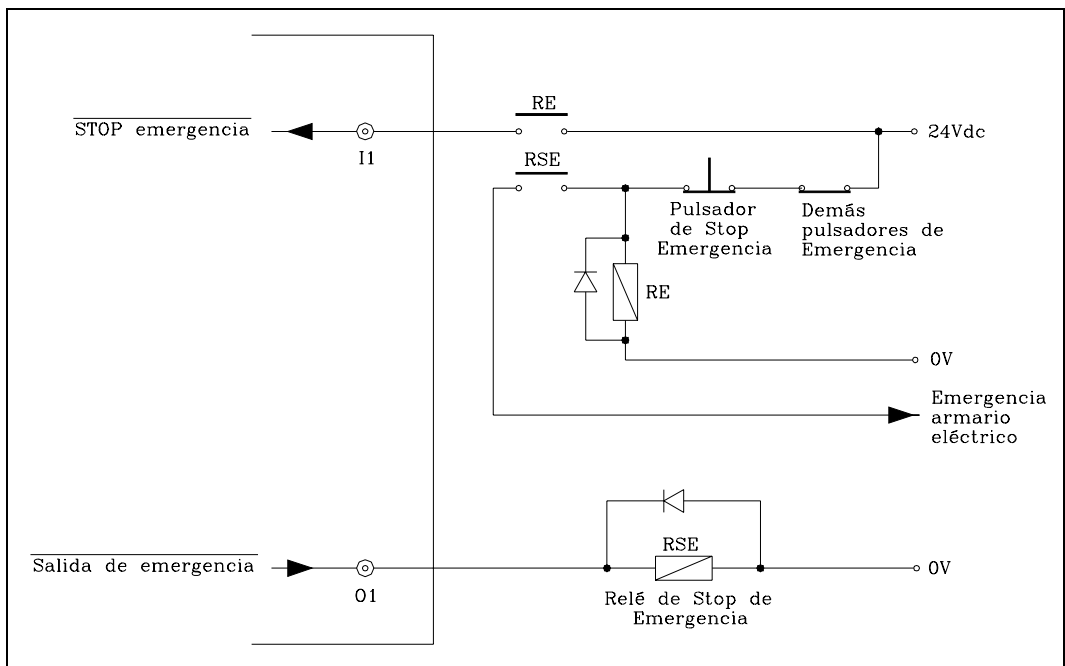 RE
STOP emergencia
24Vdc
I1
RSE
Pulsador
de Stop
Emergencia
Demás
pulsadores de
Emergencia
RE
0V
Emergencia
armario
eléctrico
RSE
Salida de emergencia
0V
O1
Relé de Stop de
Emergencia